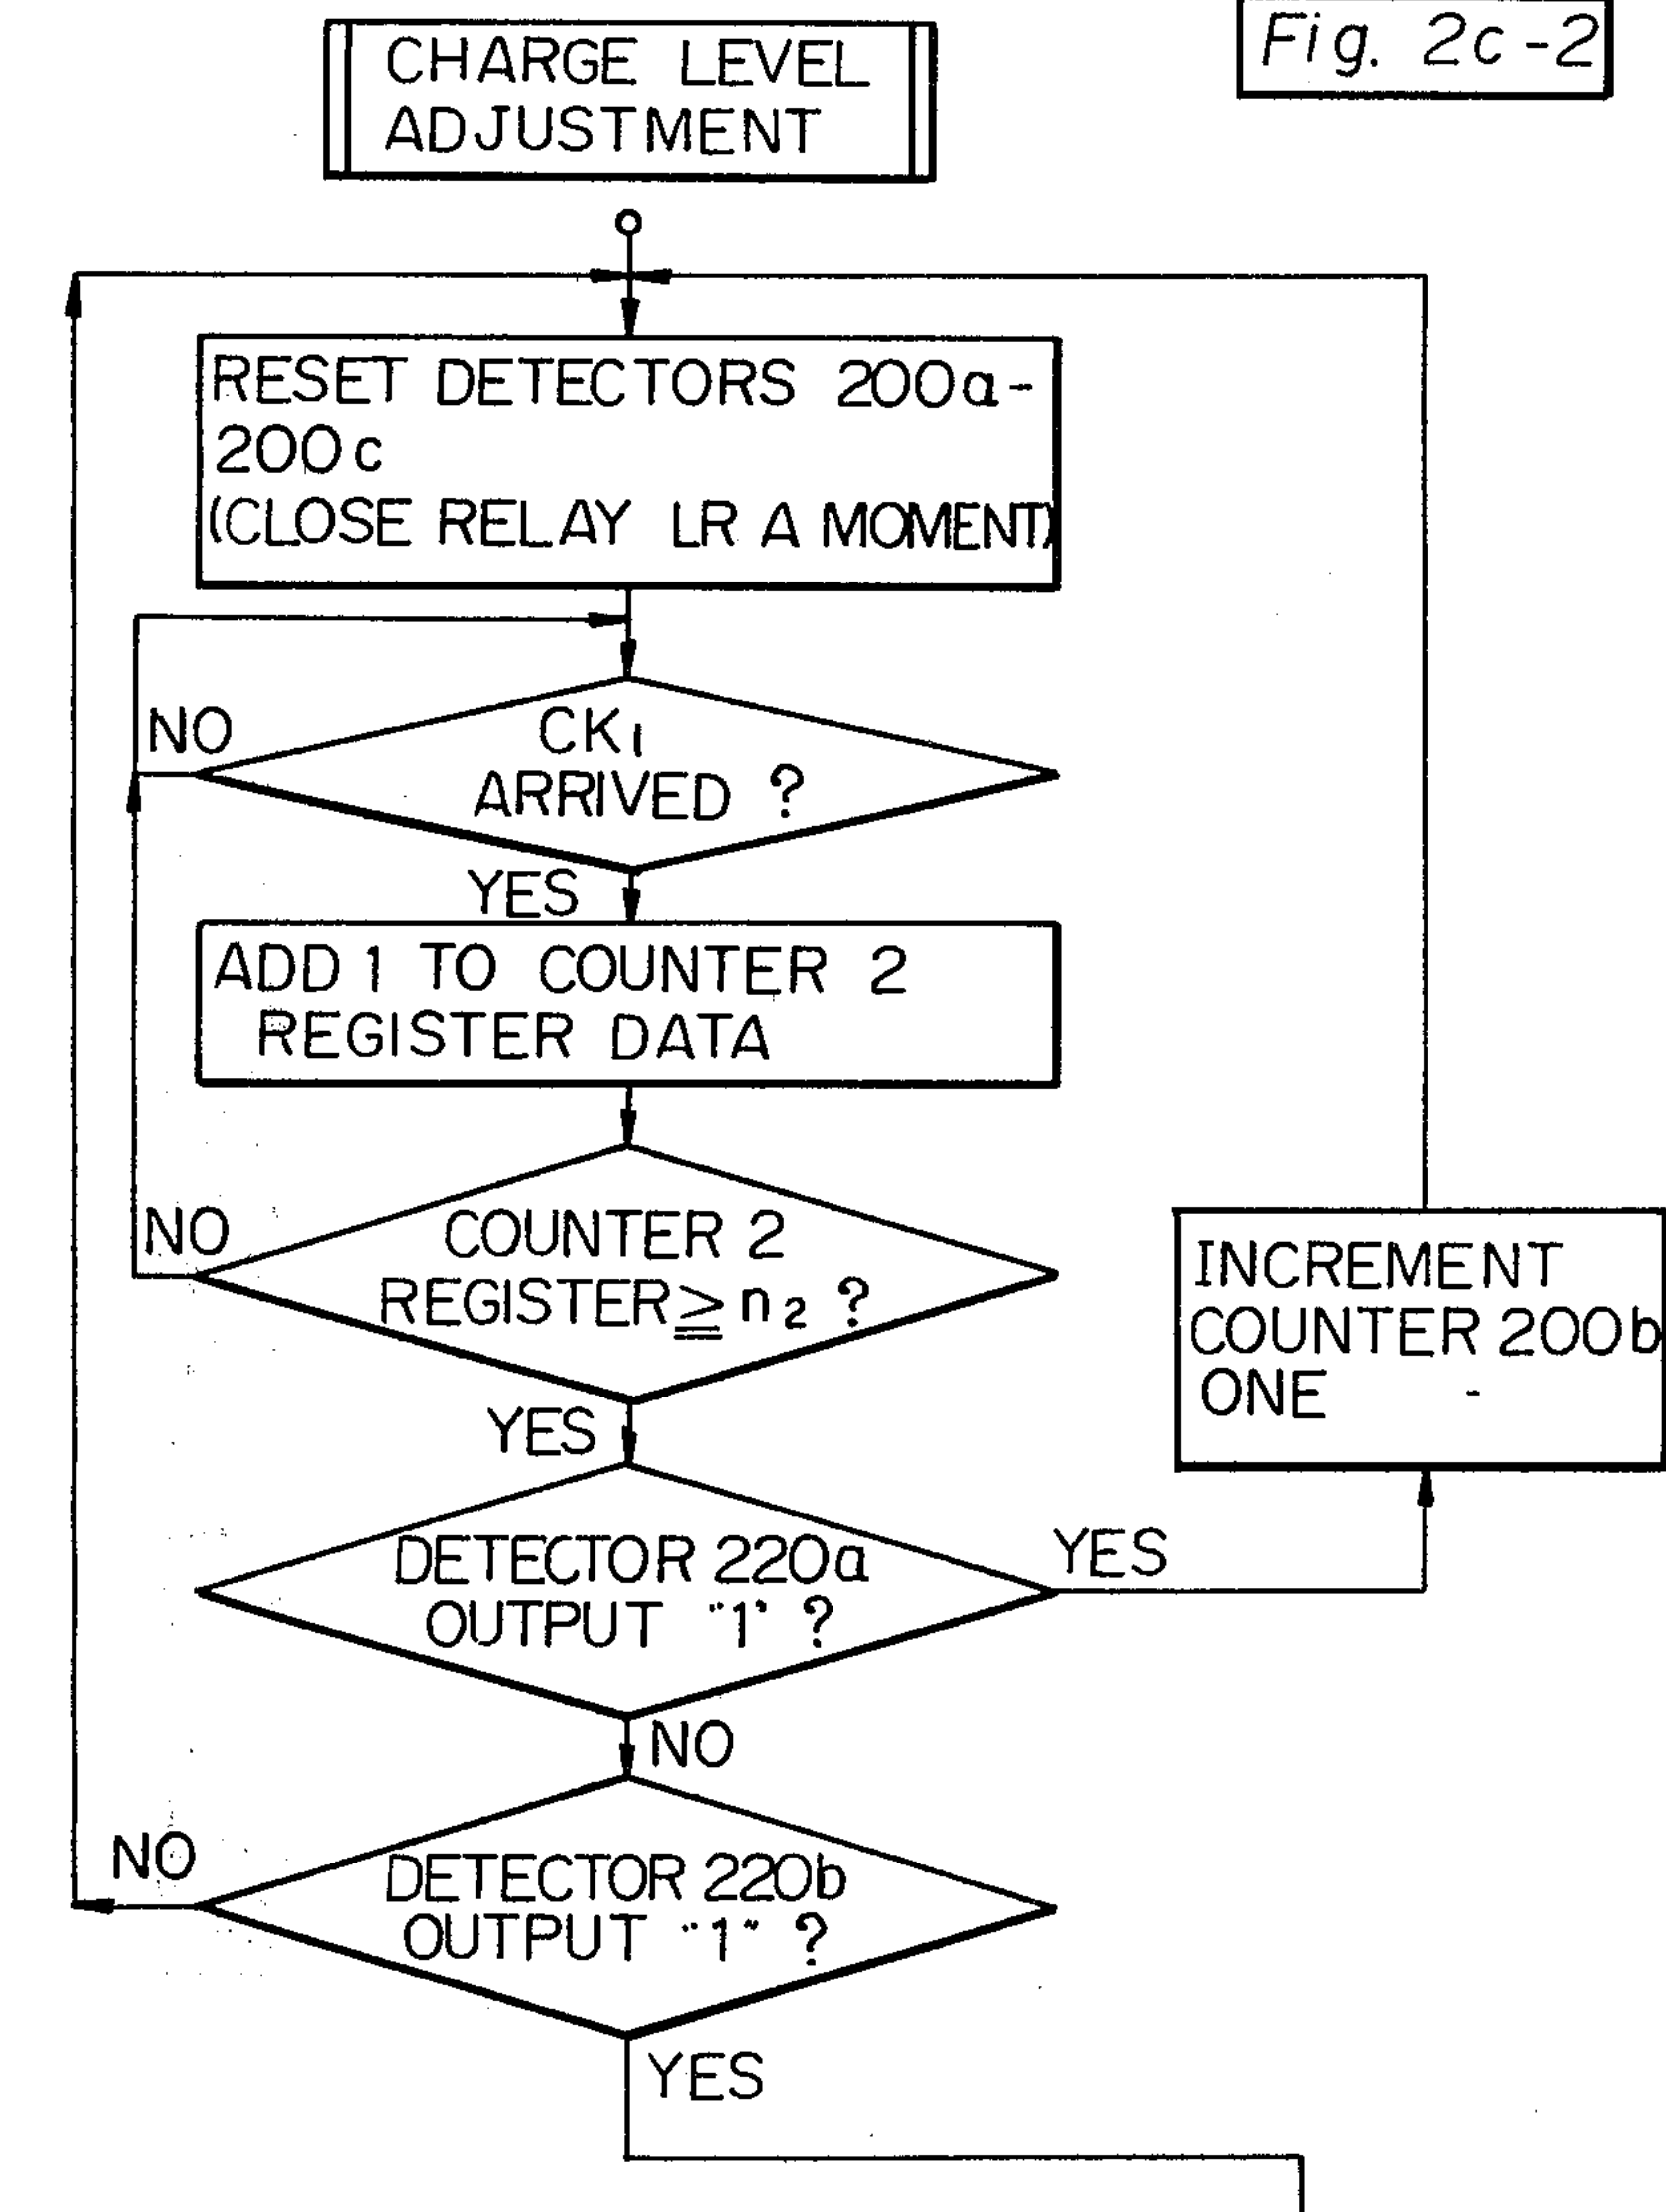 Fig. 2c-2
CHARGE LEVEL
ADJUSTMENT
RESET DETECTORS 200a-
200c
(CLOSE RELAY LR A MOMENT)
NO
CK1
ARRIVED ?
YES
ADD 1 TO COUNTER 2
REGISTER DATA
NO
COUNTER 2
REGISTER ≧ n2 ?
YES
INCREMENT
COUNTER 200b
ONE
DETECTOR 220a
OUTPUT "1" ?
YES
NO
NO
DETECTOR 220b
OUTPUT "1" ?
YES